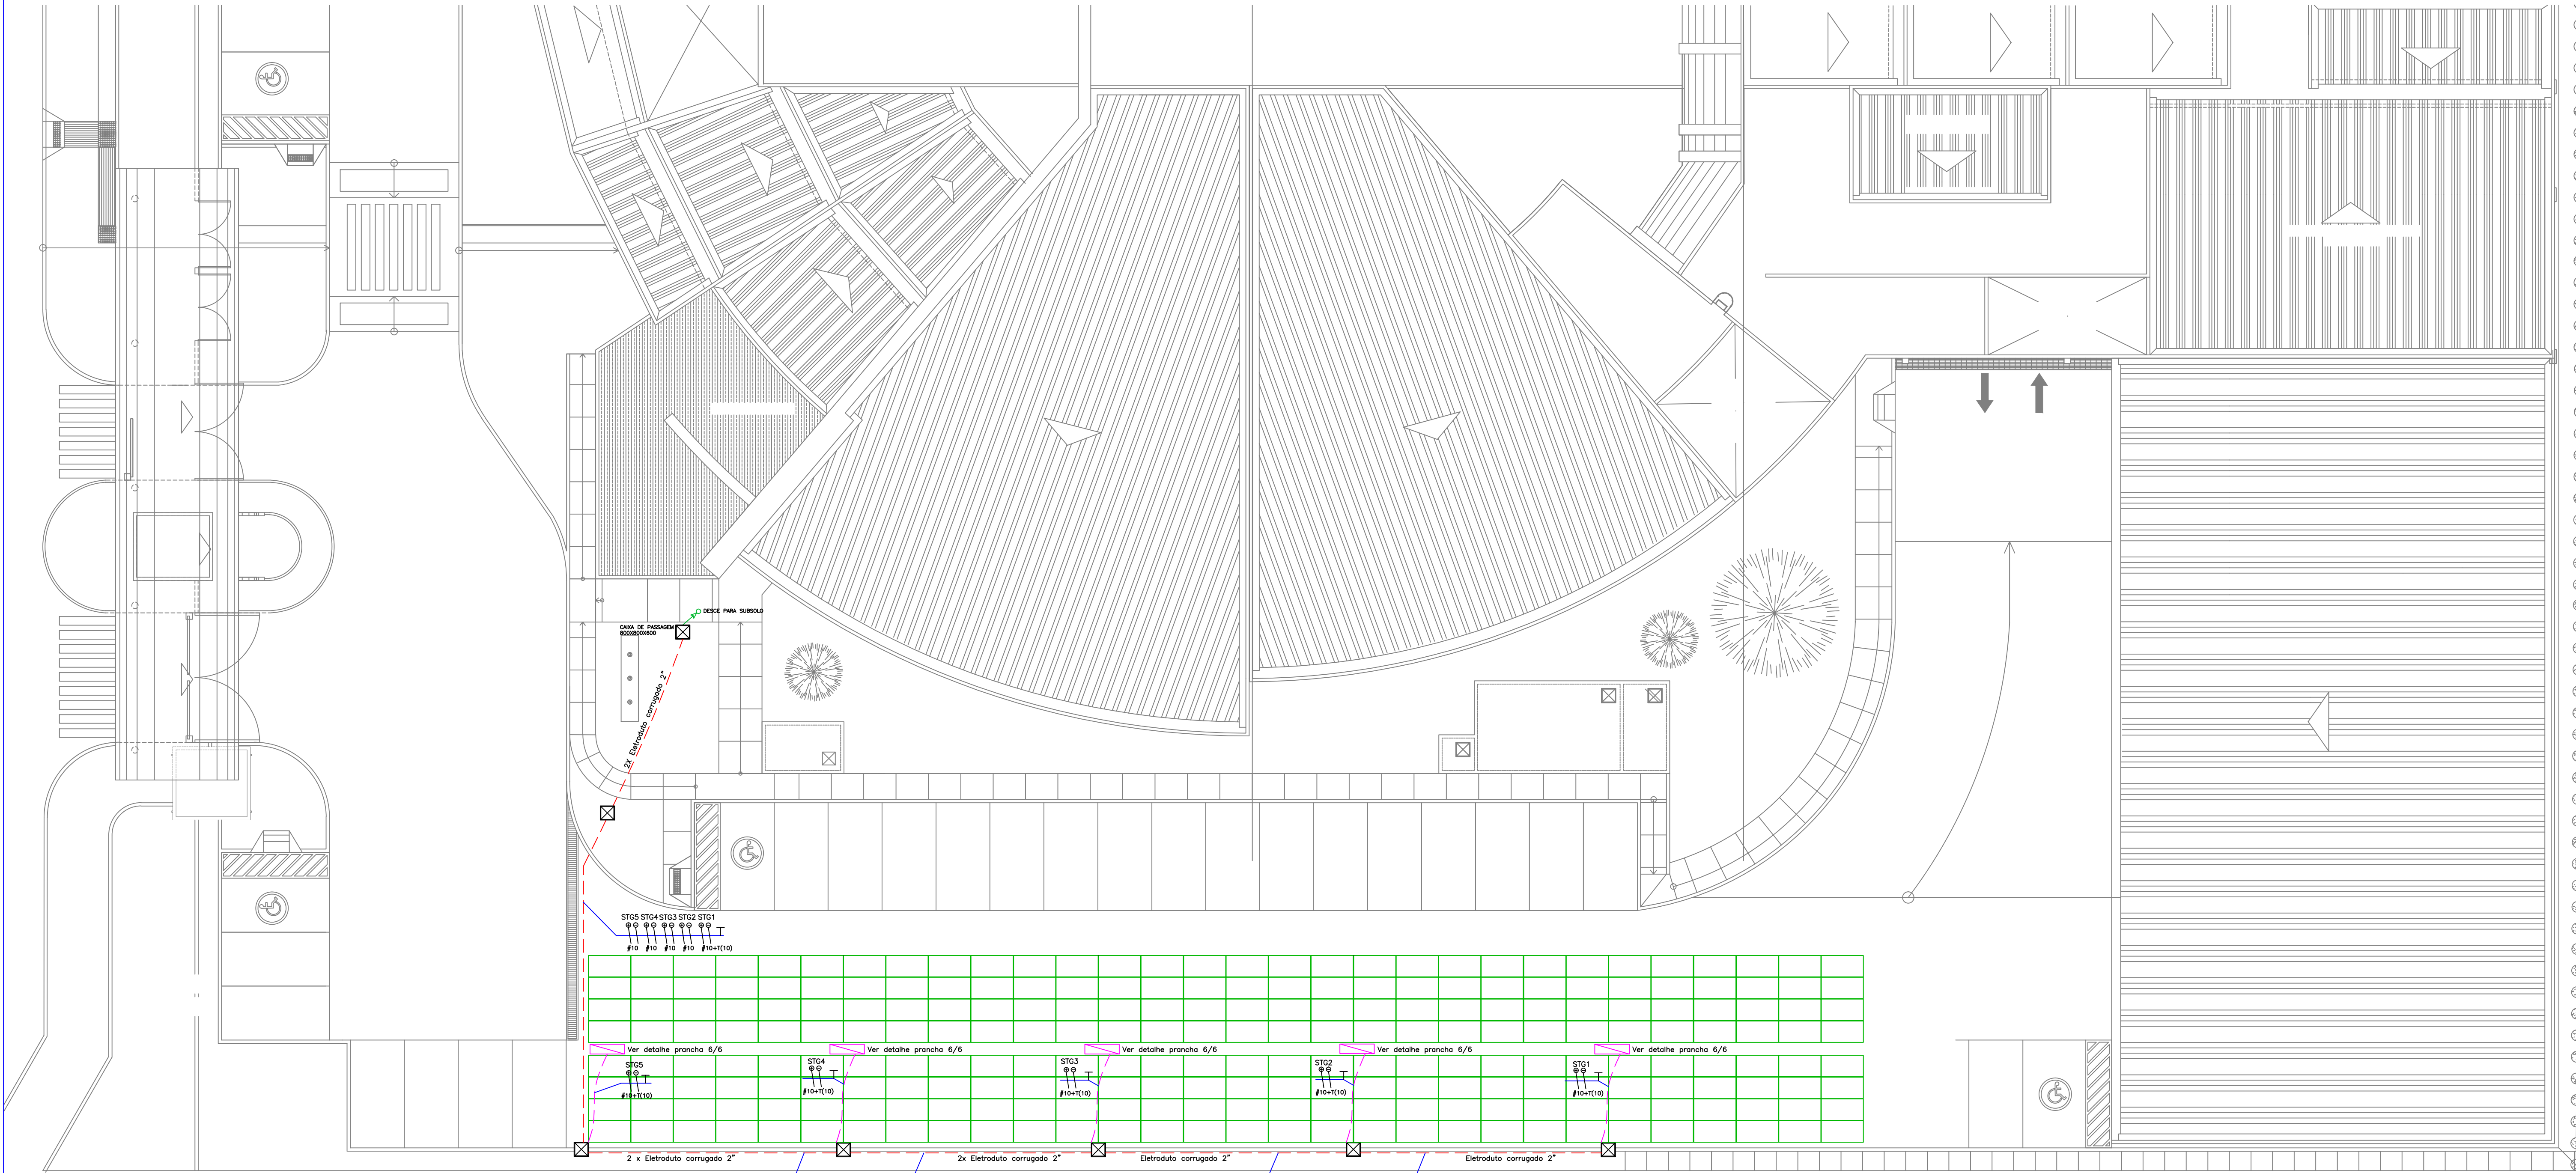 DESCE PARA SUBSOLO
CAIXA DE PASSAGEM
800X800X600
2X Eletroduto corrugado 2"
STG5 STG4 STG3 STG2 STG1
#10 #10 #10 #10 #10+T(10)
Ver detalhe prancha 6/6
Ver detalhe prancha 6/6
Ver detalhe prancha 6/6
Ver detalhe prancha 6/6
Ver detalhe prancha 6/6
STG5
#10+T(10)
STG4
#10+T(10)
STG3
#10+T(10)
STG2
#10+T(10)
STG1
#10+T(10)
2 x Eletroduto corrugado 2"
2x Eletroduto corrugado 2"
Eletroduto corrugado 2"
Eletroduto corrugado 2"